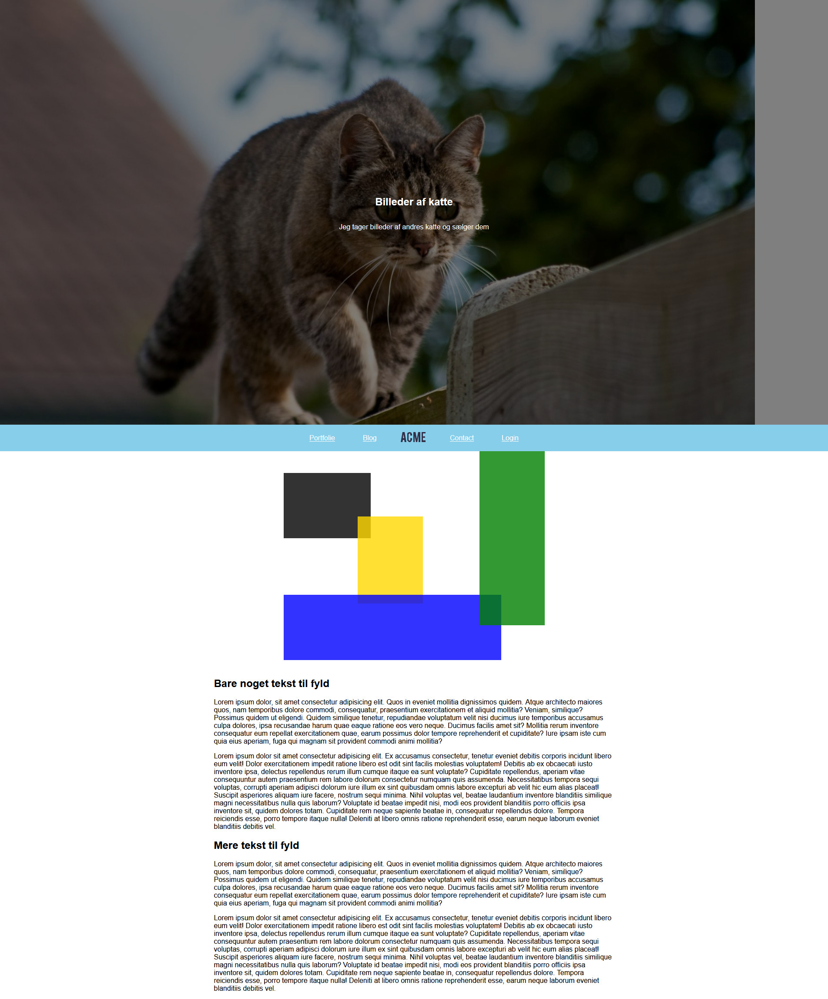 Billeder af katte
Jeg tager billeder af andres katte og sælger dem
Portfolie Blog ACME Contact Login
Bare noget tekst til fyld
Lorem ipsum dolor, sit amet consectetur adipisicing elit. Quos in eveniet mollitia dignissimos quidem. Atque architecto maiores
quos, nam temporibus dolore commodi, consequatur, praesentium exercitationem et aliquid mollitia? Veniam, similique?
Possimus quidem ut eligendi. Quidem similique tenetur, repudiandae voluptatum velit nisi ducimus iure temporibus accusamus
culpa dolores, ipsa recusandae harum quae eaque ratione eos vero neque. Ducimus facilis amet sit? Mollitia rerum inventore
consequatur eum repellat exercitationem quae, earum possimus dolor tempore reprehenderit et cupiditate? Iure ipsam iste cum
quia eius aperiam, fuga qui magnam sit provident commodi animi mollitia?
Lorem ipsum dolor sit amet consectetur adipisicing elit. Ex accusamus consectetur, tenetur eveniet debitis corporis incidunt libero
eum velit! Dolor exercitationem impedit ratione libero est odit sint facilis molestias voluptatem! Debitis ab ex obcaecati iusto
inventore ipsa, delectus repellendus rerum illum cumque itaque ea sunt voluptate? Cupiditate repellendus, aperiam vitae
consequuntur autem praesentium rem labore dolorum consectetur numquam quis assumenda. Necessitatibus tempora sequi
voluptas, corrupti aperiam adipisci dolorum iure illum ex sint quibusdam omnis labore excepturi ab velit hic eum alias placeat!
Suscipit asperiores aliquam iure facere, nostrum sequi minima. Nihil voluptas vel, beatae laudantium inventore blanditiis similique
magni necessitatibus nulla quis laborum? Voluptate id beatae impedit nisi, modi eos provident blanditiis porro officiis ipsa
inventore sit, quidem dolores totam. Cupiditate rem neque sapiente beatae in, consequatur repellendus dolore. Tempora
reiciendis esse, porro tempore itaque nulla! Deleniti at libero omnis ratione reprehenderit esse, earum neque laborum eveniet
blanditiis debitis vel.
Mere tekst til fyld
Lorem ipsum dolor, sit amet consectetur adipisicing elit. Quos in eveniet mollitia dignissimos quidem. Atque architecto maiores
quos, nam temporibus dolore commodi, consequatur, praesentium exercitationem et aliquid mollitia? Veniam, similique?
Possimus quidem ut eligendi. Quidem similique tenetur, repudiandae voluptatum velit nisi ducimus iure temporibus accusamus
culpa dolores, ipsa recusandae harum quae eaque ratione eos vero neque. Ducimus facilis amet sit? Mollitia rerum inventore
consequatur eum repellat exercitationem quae, earum possimus dolor tempore reprehenderit et cupiditate? Iure ipsam iste cum
quia eius aperiam, fuga qui magnam sit provident commodi animi mollitia?
Lorem ipsum dolor sit amet consectetur adipisicing elit. Ex accusamus consectetur, tenetur eveniet debitis corporis incidunt libero
eum velit! Dolor exercitationem impedit ratione libero est odit sint facilis molestias voluptatem! Debitis ab ex obcaecati iusto
inventore ipsa, delectus repellendus rerum illum cumque itaque ea sunt voluptate? Cupiditate repellendus, aperiam vitae
consequuntur autem praesentium rem labore dolorum consectetur numquam quis assumenda. Necessitatibus tempora sequi
voluptas, corrupti aperiam adipisci dolorum iure illum ex sint quibusdam omnis labore excepturi ab velit hic eum alias placeat!
Suscipit asperiores aliquam iure facere, nostrum sequi minima. Nihil voluptas vel, beatae laudantium inventore blanditiis similique
magni necessitatibus nulla quis laborum? Voluptate id beatae impedit nisi, modi eos provident blanditiis porro officiis ipsa
inventore sit, quidem dolores totam. Cupiditate rem neque sapiente beatae in, consequatur repellendus dolore. Tempora
reiciendis esse, porro tempore itaque nulla! Deleniti at libero omnis ratione reprehenderit esse, earum neque laborum eveniet
blanditiis debitis vel.